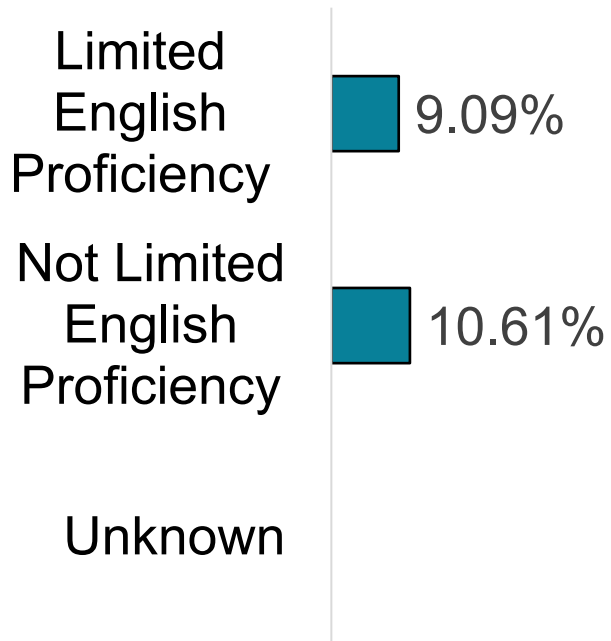 Limited
English
Proficiency
9.09%
Not Limited
English
Proficiency
10.61%
Unknown